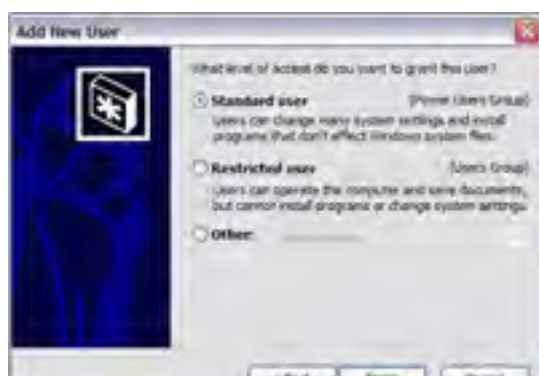 Add New User
What level of access do you want to grant this user?
Standard user (Power Users Group)
Users can change many system settings and install
programs that don't effect Windows system files.
Restricted user (Users Group)
Users can operate the computer and save documents,
but cannot install programs or change system settings.
Other: